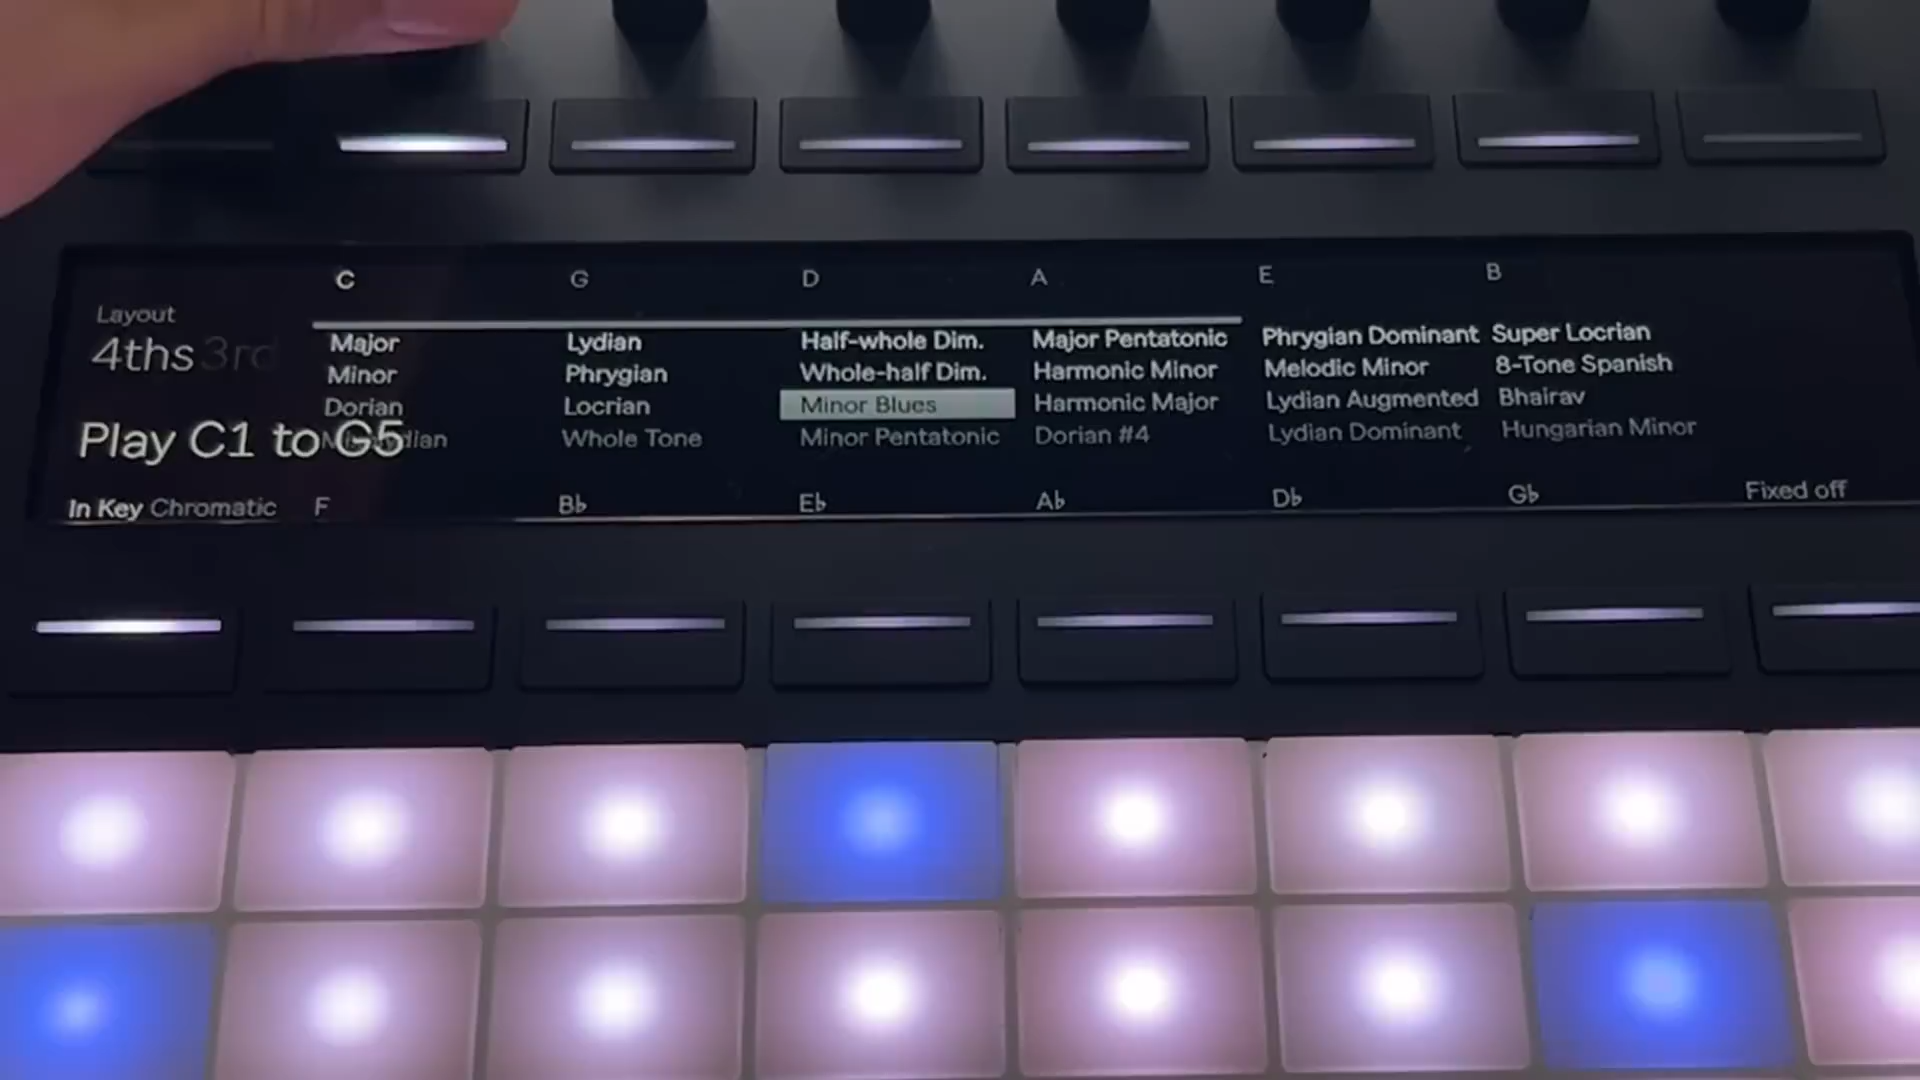 C G D A E B
Layout
4ths 3rd
Major Lydian Half-whole Dim. Major Pentatonic Phrygian Dominant Super Locrian
Minor Phrygian Whole-half Dim. Harmonic Minor Melodic Minor 8-Tone Spanish
Dorian Locrian Minor Blues Harmonic Major Lydian Augmented Bhairav
Play C1 to G5
Whole Tone Minor Pentatonic Dorian #4 Lydian Dominant Hungarian Minor
In Key Chromatic F B♭ E♭ A♭ D♭ G♭ Fixed off